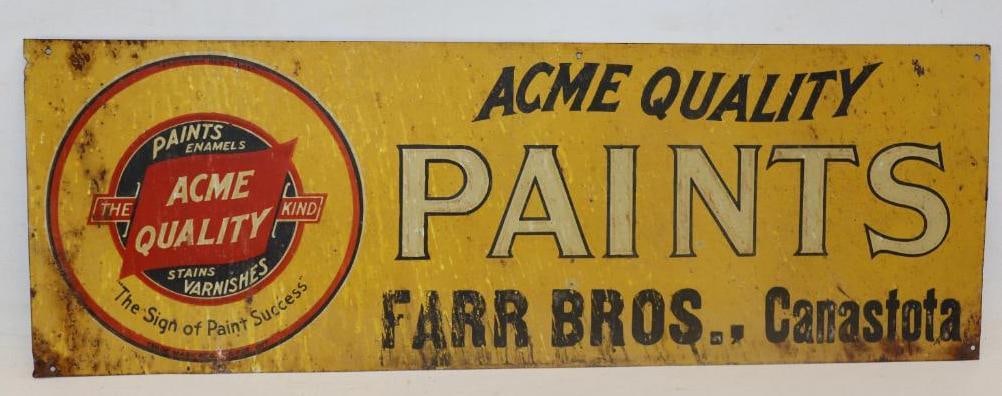 PAINTS
ENAMELS
THE ACME KIND
QUALITY
STAINS
VARNISHES
"The Sign of Paint Success"
ACME QUALITY
PAINTS
FARR BROS., Canastota